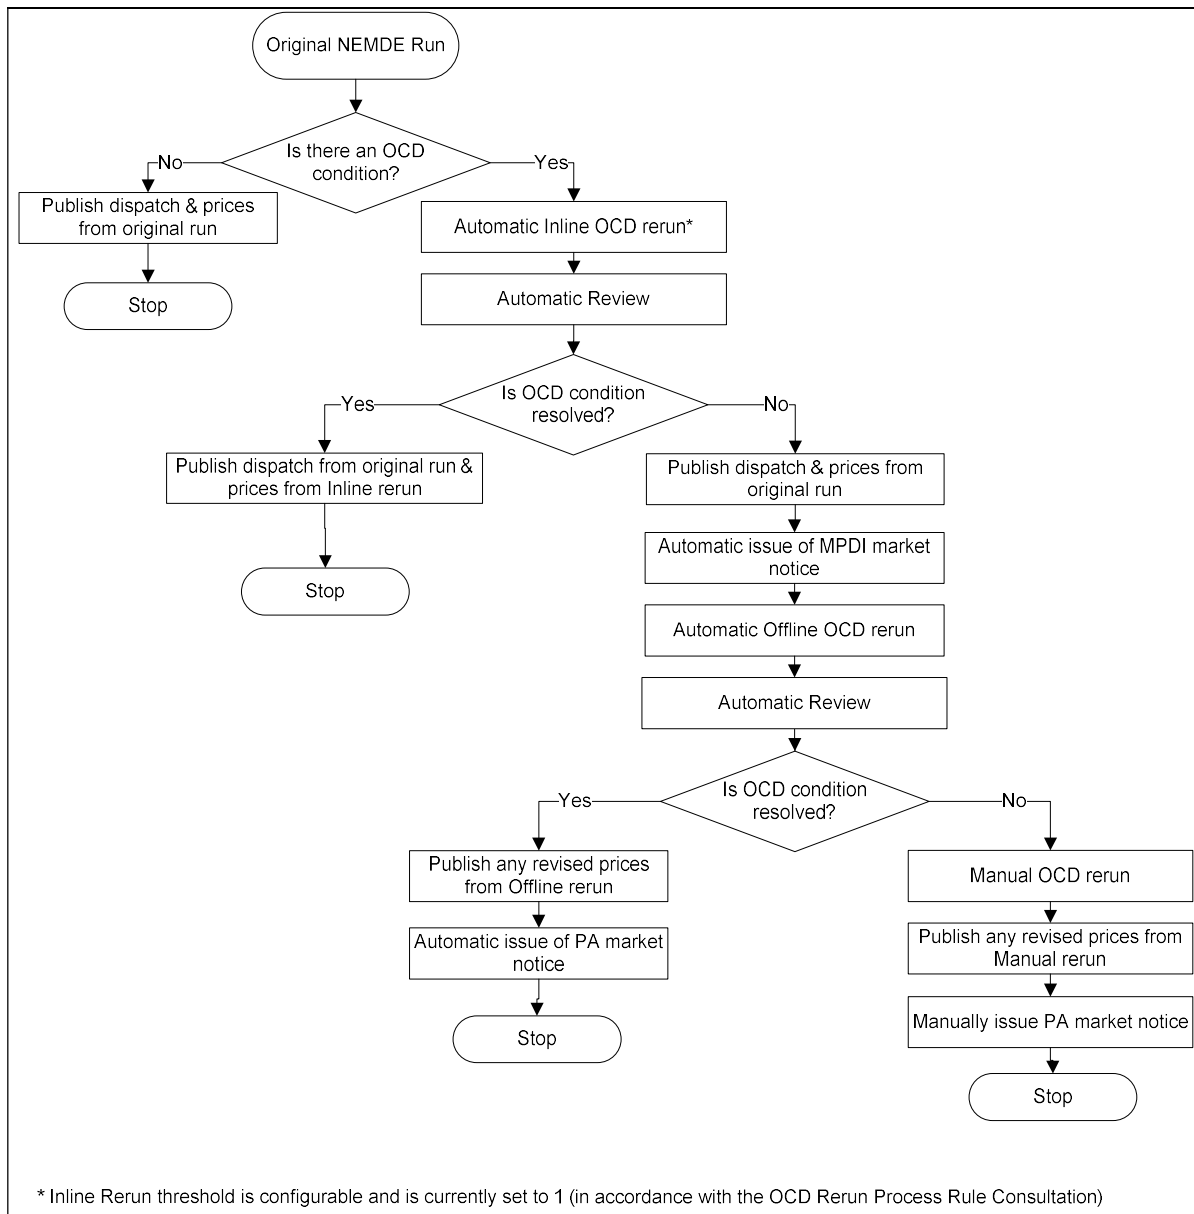 Original NEMDE Run
Is there an OCD
condition?
No
Yes
Publish dispatch & prices
from original run
Automatic Inline OCD rerun*
Stop
Automatic Review
Is OCD condition
resolved?
Yes
No
Publish dispatch from original run &
prices from Inline rerun
Publish dispatch & prices from
original run
Stop
Automatic issue of MPDI market
notice
Automatic Offline OCD rerun
Automatic Review
Is OCD condition
resolved?
Yes
No
Publish any revised prices
from Offline rerun
Manual OCD rerun
Automatic issue of PA market
notice
Publish any revised prices from
Manual rerun
Stop
Manually issue PA market notice
Stop
* Inline Rerun threshold is configurable and is currently set to 1 (in accordance with the OCD Rerun Process Rule Consultation)